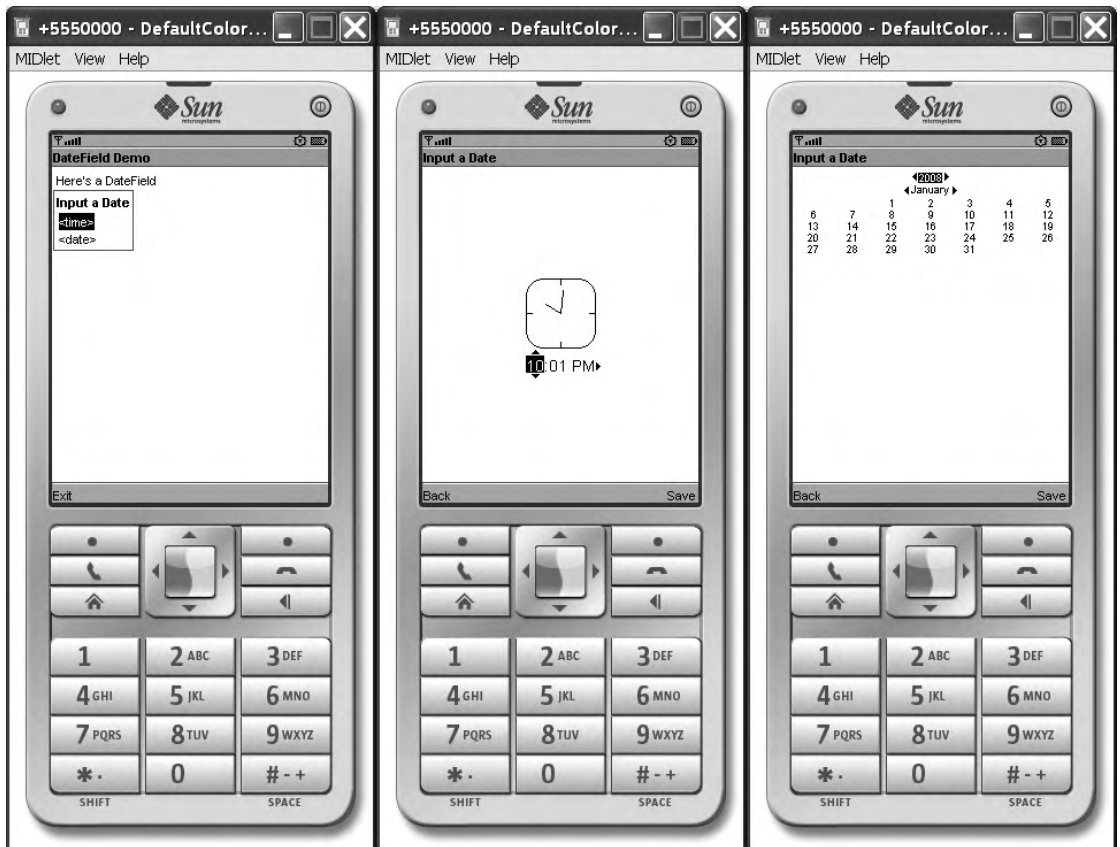 +5550000 - DefaultColor...
MIDlet View Help
Sun
microsystems
DateField Demo
Here's a DateField
Input a Date
<time>
<date>
Exit
1
2 ABC
3 DEF
4 GHI
5 JKL
6 MNO
7 PQRS
8 TUV
9 WXYZ
* .
0
# - +
SHIFT
SPACE
+5550000 - DefaultColor...
MIDlet View Help
Sun
microsystems
Input a Date
10:01 PM
Back
Save
1
2 ABC
3 DEF
4 GHI
5 JKL
6 MNO
7 PQRS
8 TUV
9 WXYZ
* .
0
# - +
SHIFT
SPACE
+5550000 - DefaultColor...
MIDlet View Help
Sun
microsystems
Input a Date
2008
January
1 2 3 4 5
6 7 8 9 10 11 12
13 14 15 16 17 18 19
20 21 22 23 24 25 26
27 28 29 30 31
Back
Save
1
2 ABC
3 DEF
4 GHI
5 JKL
6 MNO
7 PQRS
8 TUV
9 WXYZ
* .
0
# - +
SHIFT
SPACE